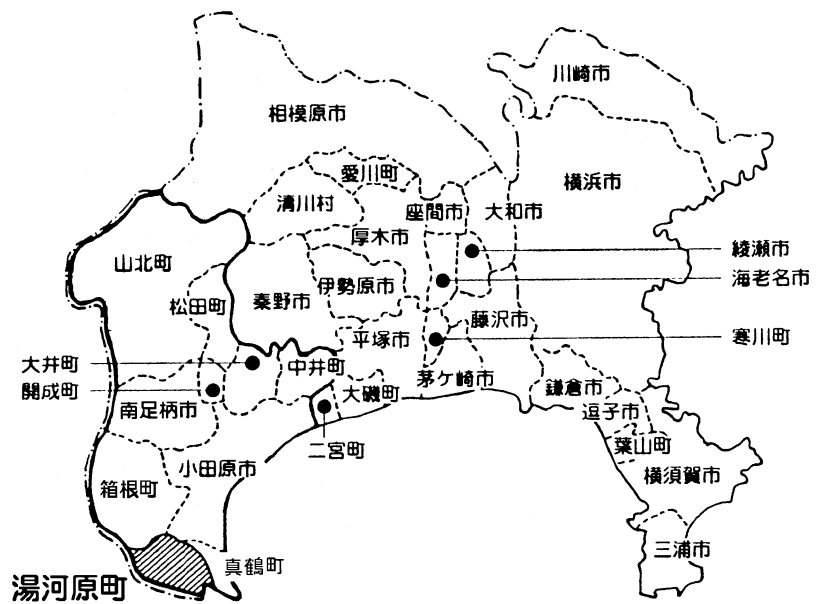 川崎市
相模原市
愛川町
横浜市
清川村
座間市
大和市
厚木市
綾瀬市
山北町
海老名市
伊勢原市
秦野市
松田町
藤沢市
平塚市
寒川町
大井町
中井町
茅ケ崎市
開成町
大磯町
鎌倉市
南足柄市
逗子市
葉山町
二宮町
小田原市
横須賀市
箱根町
三浦市
真鶴町
湯河原町